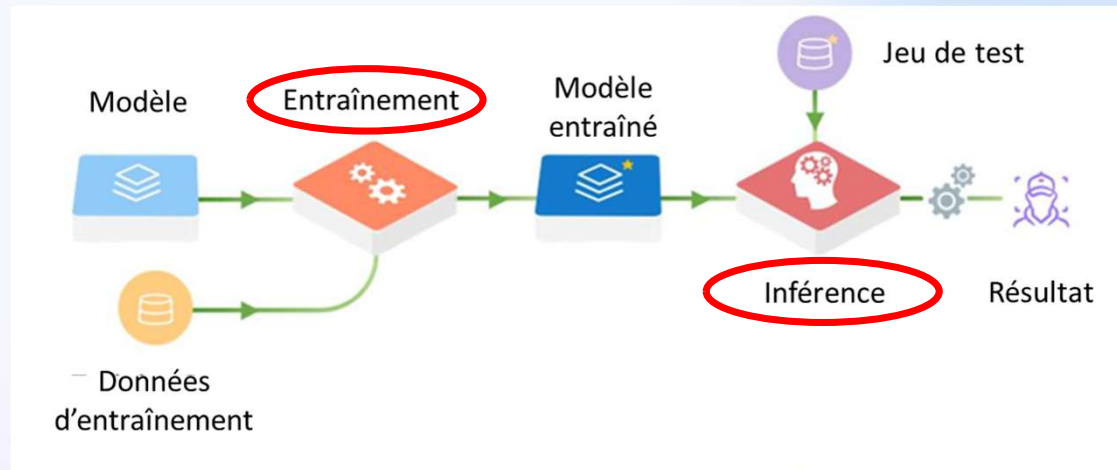 Modèle
Entraînement
Modèle
entraîné
Jeu de test
Inférence
Résultat
Données
d’entraînement